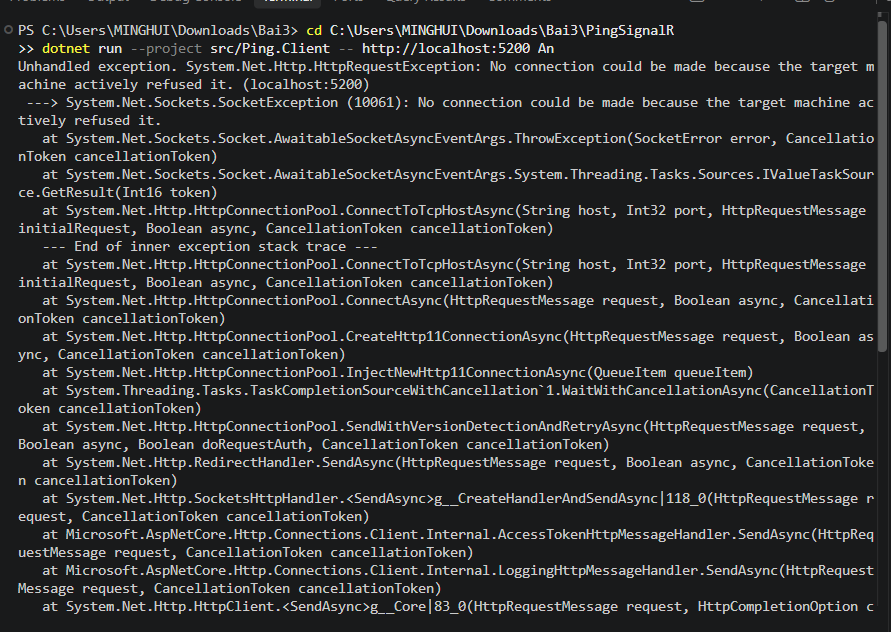 PS C:\Users\MINGHUI\Downloads\Bai3> cd C:\Users\MINGHUI\Downloads\Bai3\PingSignalR
>> dotnet run --project src/Ping.Client -- http://localhost:5200 An
Unhandled exception. System.Net.Http.HttpRequestException: No connection could be made because the target m
achine actively refused it. (localhost:5200)
 ---> System.Net.Sockets.SocketException (10061): No connection could be made because the target machine ac
tively refused it.
   at System.Net.Sockets.Socket.AwaitableSocketAsyncEventArgs.ThrowException(SocketError error, Cancellatio
nToken cancellationToken)
   at System.Net.Sockets.Socket.AwaitableSocketAsyncEventArgs.System.Threading.Tasks.Sources.IValueTaskSour
ce.GetResult(Int16 token)
   at System.Net.Http.HttpConnectionPool.ConnectToTcpHostAsync(String host, Int32 port, HttpRequestMessage
initialRequest, Boolean async, CancellationToken cancellationToken)
   --- End of inner exception stack trace ---
   at System.Net.Http.HttpConnectionPool.ConnectToTcpHostAsync(String host, Int32 port, HttpRequestMessage
initialRequest, Boolean async, CancellationToken cancellationToken)
   at System.Net.Http.HttpConnectionPool.ConnectAsync(HttpRequestMessage request, Boolean async, Cancellati
onToken cancellationToken)
   at System.Net.Http.HttpConnectionPool.CreateHttp11ConnectionAsync(HttpRequestMessage request, Boolean as
ync, CancellationToken cancellationToken)
   at System.Net.Http.HttpConnectionPool.InjectNewHttp11ConnectionAsync(QueueItem queueItem)
   at System.Threading.Tasks.TaskCompletionSourceWithCancellation`1.WaitWithCancellationAsync(CancellationT
oken cancellationToken)
   at System.Net.Http.HttpConnectionPool.SendWithVersionDetectionAndRetryAsync(HttpRequestMessage request,
Boolean async, Boolean doRequestAuth, CancellationToken cancellationToken)
   at System.Net.Http.RedirectHandler.SendAsync(HttpRequestMessage request, Boolean async, CancellationToke
n cancellationToken)
   at System.Net.Http.SocketsHttpHandler.<SendAsync>g__CreateHandlerAndSendAsync|118_0(HttpRequestMessage r
equest, CancellationToken cancellationToken)
   at Microsoft.AspNetCore.Http.Connections.Client.Internal.AccessTokenHttpMessageHandler.SendAsync(HttpReq
uestMessage request, CancellationToken cancellationToken)
   at Microsoft.AspNetCore.Http.Connections.Client.Internal.LoggingHttpMessageHandler.SendAsync(HttpRequest
Message request, CancellationToken cancellationToken)
   at System.Net.Http.HttpClient.<SendAsync>g__Core|83_0(HttpRequestMessage request, HttpCompletionOption c